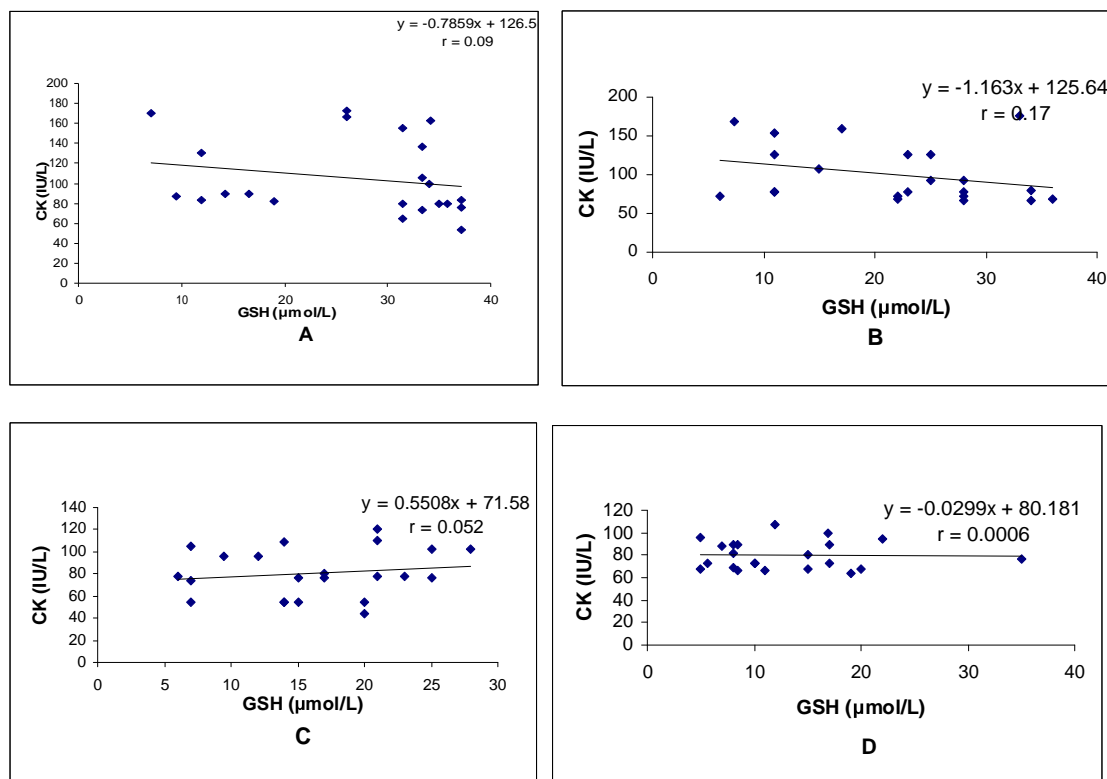 y = -0.7859x + 126.5
r = 0.09
200
180
160
140
120
100
80
60
40
20
0
CK (IU/L)
0 10 20 30 40
GSH (µmol/L)
A
y = -1.163x + 125.64
r = 0.17
200
150
100
50
0
CK (IU/L)
0 10 20 30 40
GSH (µmol/L)
B
y = 0.5508x + 71.58
r = 0.052
140
120
100
80
60
40
20
0
CK (IU/L)
0 5 10 15 20 25 30
GSH (µmol/L)
C
y = -0.0299x + 80.181
r = 0.0006
120
100
80
60
40
20
0
CK (IU/L)
0 10 20 30 40
GSH (µmol/L)
D